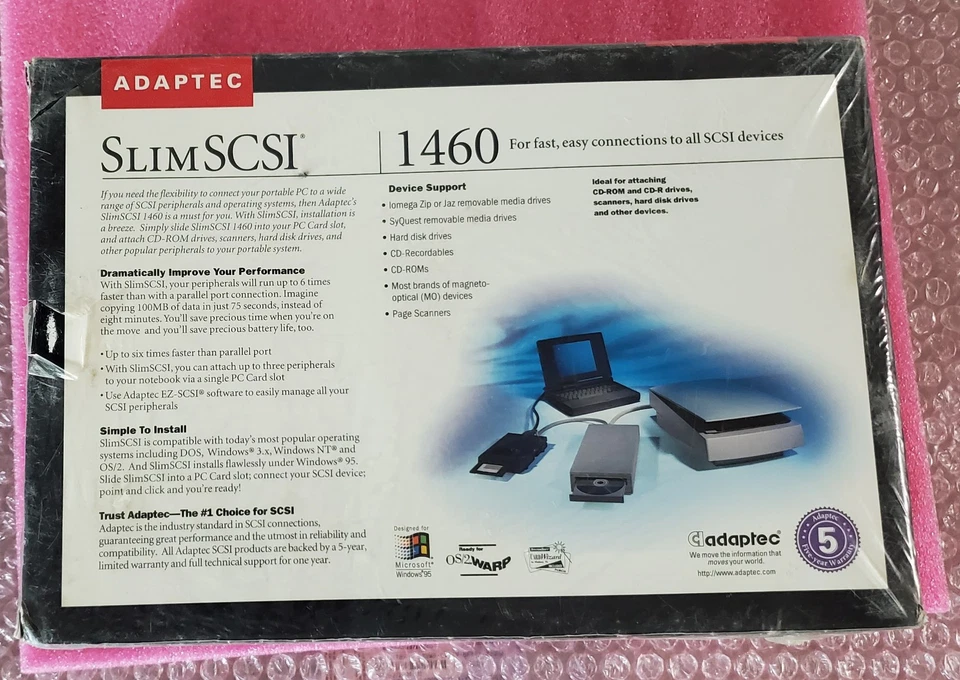 ADAPTEC
SLIMSCSI®
1460 For fast, easy connections to all SCSI devices
If you need the flexibility to connect your portable PC to a wide
range of SCSI peripherals and operating systems, then Adaptec's
SlimSCSI 1460 is a must for you. With SlimSCSI, installation is
a breeze. Simply slide SlimSCSI 1460 into your PC Card slot,
and attach CD-ROM drives, scanners, hard disk drives, and
other popular peripherals to your portable system.
Dramatically Improve Your Performance
With SlimSCSI, your peripherals will run up to 6 times
faster than with a parallel port connection. Imagine
copying 100MB of data in just 75 seconds, instead of
eight minutes. You'll save precious time when you're on
the move and you'll save precious battery life, too.
• Up to six times faster than parallel port
• With SlimSCSI, you can attach up to three peripherals
to your notebook via a single PC Card slot
• Use Adaptec EZ-SCSI® software to easily manage all your
SCSI peripherals
Simple To Install
SlimSCSI is compatible with today's most popular operating
systems including DOS, Windows® 3.x, Windows NT® and
OS/2. And SlimSCSI installs flawlessly under Windows® 95.
Slide SlimSCSI into a PC Card slot; connect your SCSI device;
point and click and you're ready!
Trust Adaptec—The #1 Choice for SCSI
Adaptec is the industry standard in SCSI connections,
guaranteeing great performance and the utmost in reliability and
compatibility. All Adaptec SCSI products are backed by a 5-year,
limited warranty and full technical support for one year.
Device Support
• Iomega Zip or Jaz removable media drives
• SyQuest removable media drives
• Hard disk drives
• CD-Recordables
• CD-ROMs
• Most brands of magneto-
optical (MO) devices
• Page Scanners
Ideal for attaching
CD-ROM and CD-R drives,
scanners, hard disk drives
and other devices.
Designed for
Microsoft®
Windows®95
Ready for
OS/2 WARP
adaptec®
We move the information that
moves your world.
http://www.adaptec.com
Adaptec
5
Year Warranty